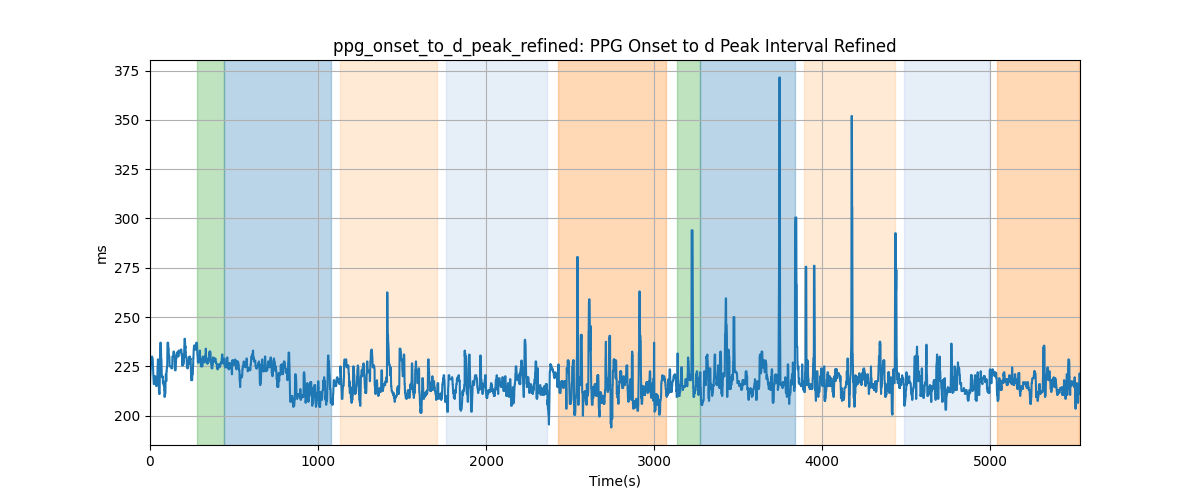 ppg_onset_to_d_peak_refined: PPG Onset to d Peak Interval Refined
375
350
325
300
275
250
225
200
ms
0 1000 2000 3000 4000 5000
Time(s)